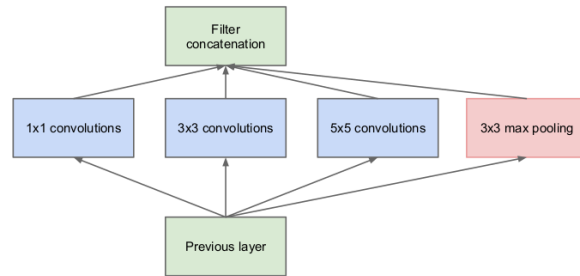 Filter
concatenation
1x1 convolutions
3x3 convolutions
5x5 convolutions
3x3 max pooling
Previous layer